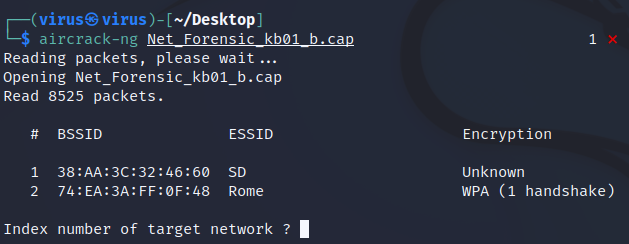 ┌──(virus㉿virus)-[~/Desktop]
└─$ aircrack-ng Net_Forensic_kb01_b.cap 1 ⨯
Reading packets, please wait...
Opening Net_Forensic_kb01_b.cap
Read 8525 packets.
# BSSID ESSID Encryption
1 38:AA:3C:32:46:60 SD Unknown
2 74:EA:3A:FF:0F:48 Rome WPA (1 handshake)
Index number of target network ?